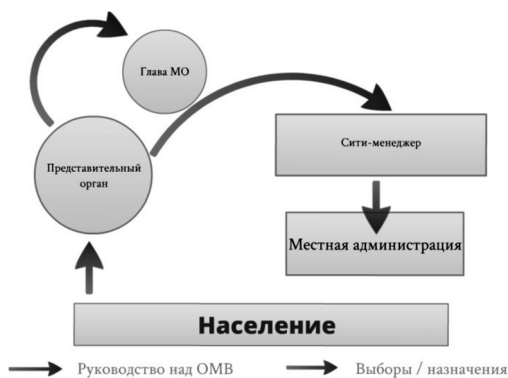 Глава МО
Представительный
орган
Сити-менеджер
Местная администрация
Население
Руководство над ОМВ
Выборы / назначения